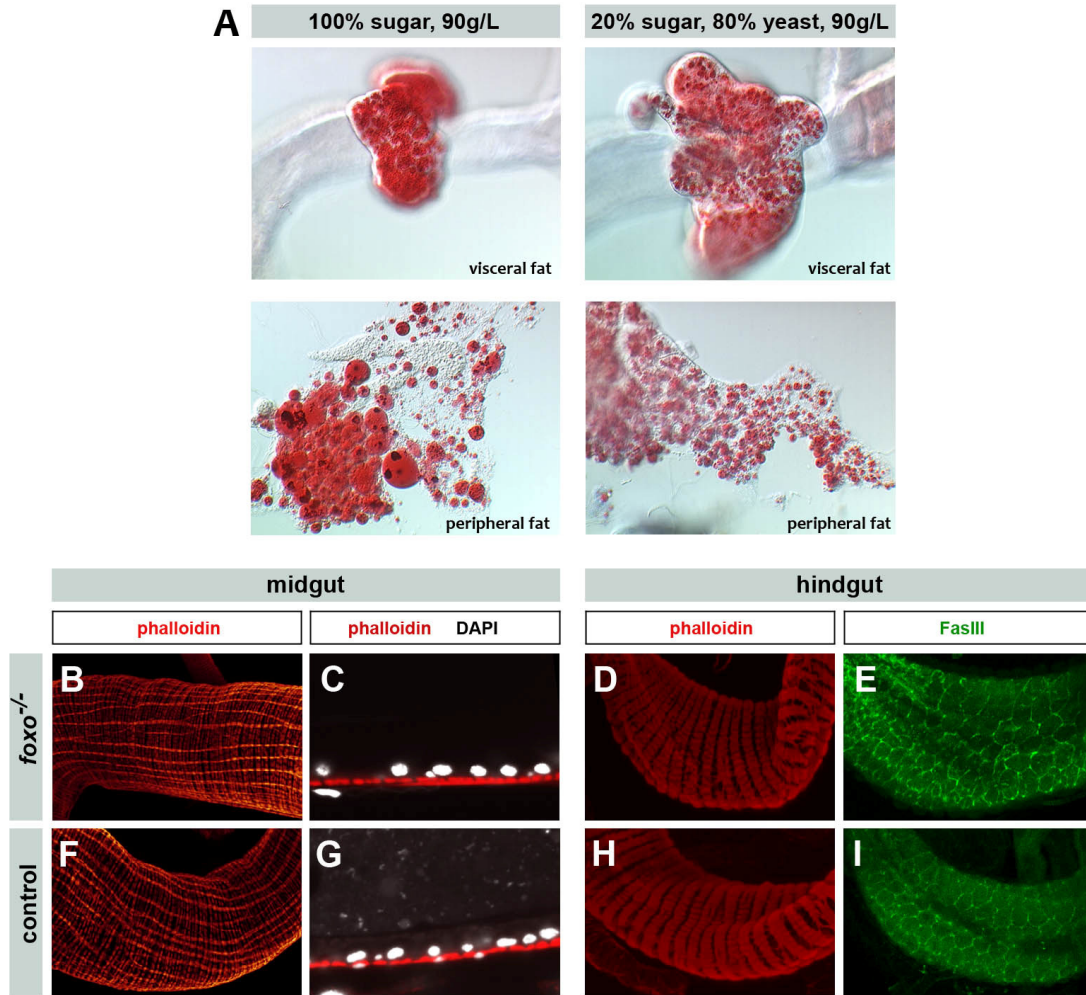 A
100% sugar, 90g/L
20% sugar, 80% yeast, 90g/L
visceral fat
visceral fat
peripheral fat
peripheral fat
midgut
hindgut
phalloidin
phalloidin DAPI
phalloidin
FasIII
foxo-/-
B
C
D
E
control
F
G
H
I